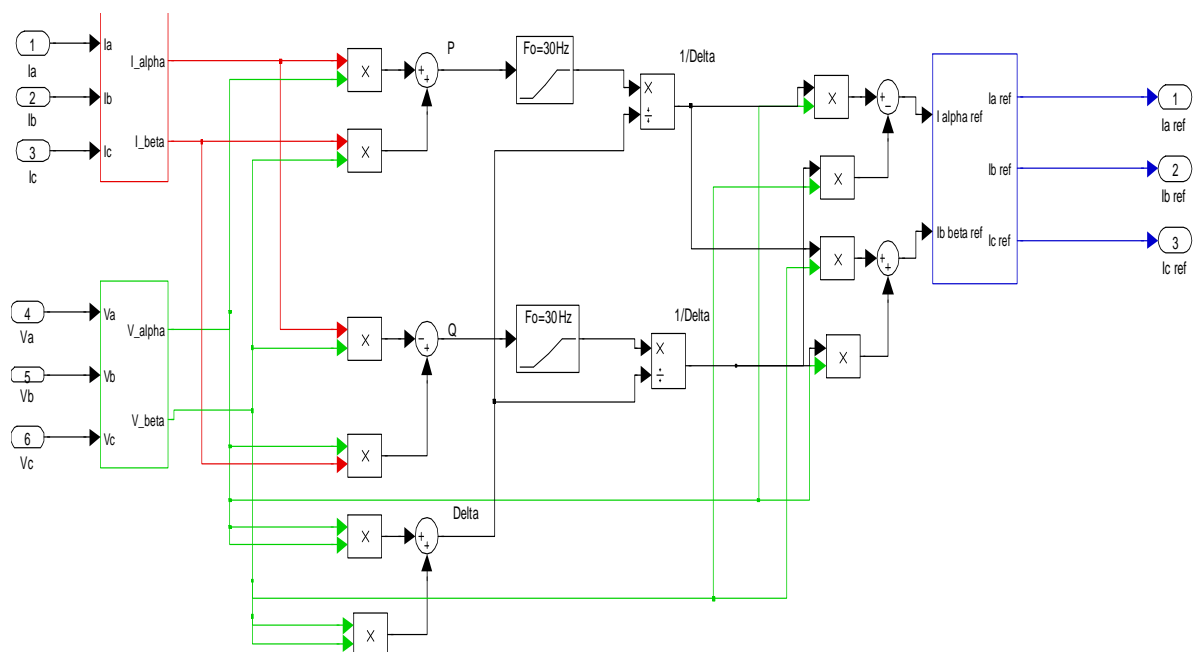 1
Ia
2
Ib
3
Ic
Ia
Ib
Ic
I_alpha
I_beta
4
Va
5
Vb
6
Vc
Va
Vb
Vc
V_alpha
V_beta
X
X
X
X
X
X
+
+
P
-
+
Q
+
+
Delta
Fo=30Hz
Fo=30Hz
1/Delta
X
÷
1/Delta
X
÷
X
X
X
X
+
-
+
+
I alpha ref
Ib beta ref
Ia ref
Ib ref
Ic ref
1
Ia ref
2
Ib ref
3
Ic ref